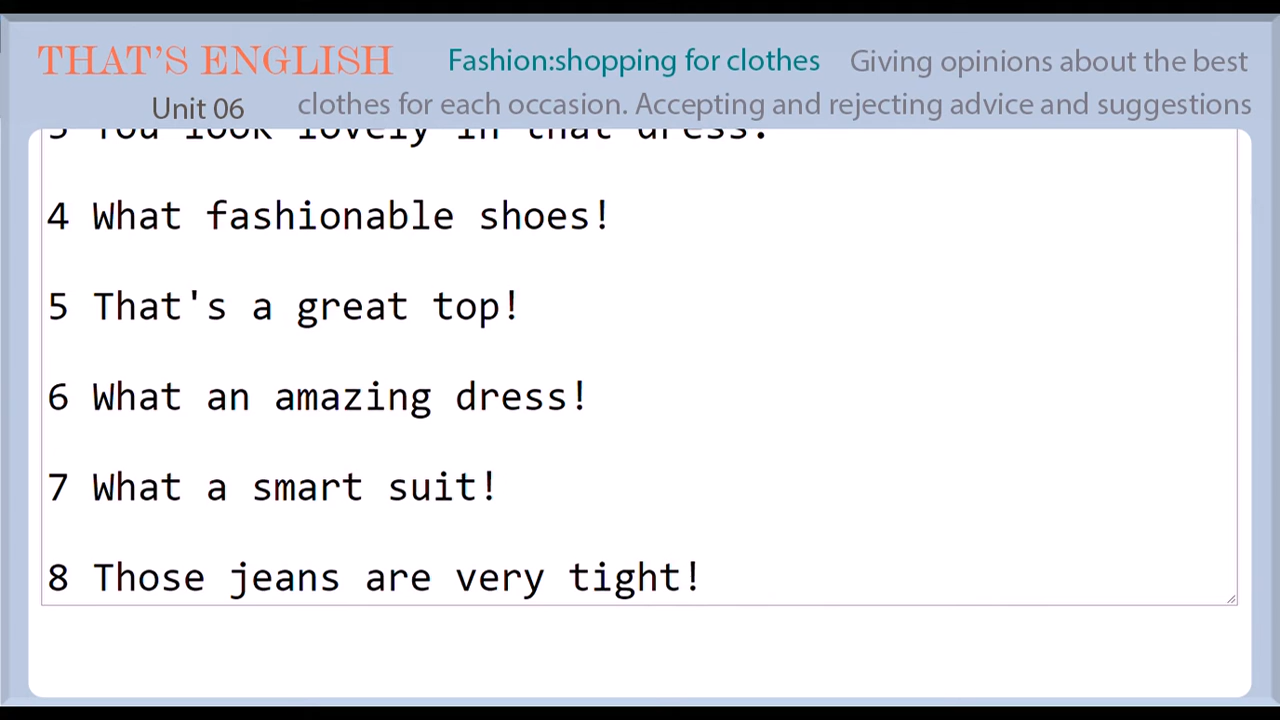 THAT'S ENGLISH
Fashion:shopping for clothes
Giving opinions about the best
Unit 06
clothes for each occasion. Accepting and rejecting advice and suggestions
You look lovely in that dress.
4 What fashionable shoes!
5 That's a great top!
6 What an amazing dress!
7 What a smart suit!
8 Those jeans are very tight!